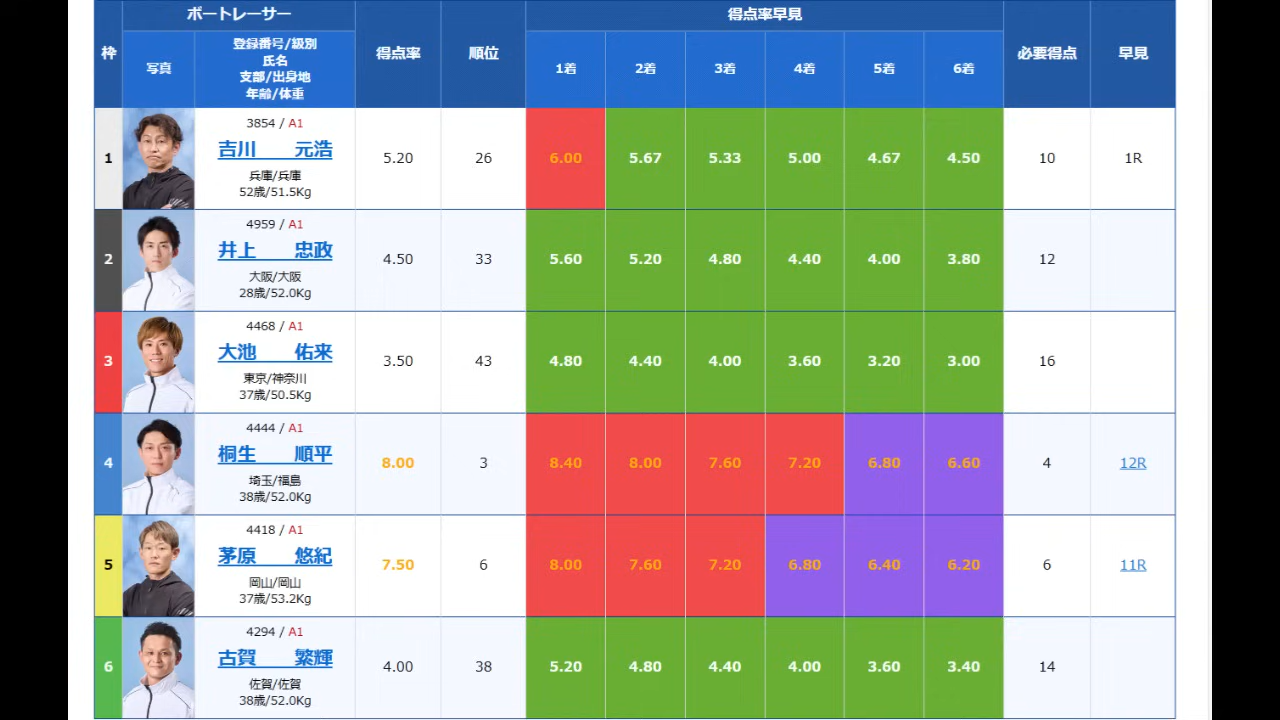 枠
ボートレーサー
写真
登録番号/級別
氏名
支部/出身地
年齢/体重
得点率
順位
得点率早見
1着 2着 3着 4着 5着 6着
必要得点
早見
1
3854 / A1
吉川 元浩
兵庫/兵庫
52歳/51.5Kg
5.20 26 6.00 5.67 5.33 5.00 4.67 4.50 10 1R
2
4959 / A1
井上 忠政
大阪/大阪
28歳/52.0Kg
4.50 33 5.60 5.20 4.80 4.40 4.00 3.80 12
3
4468 / A1
大池 佑来
東京/神奈川
37歳/50.5Kg
3.50 43 4.80 4.40 4.00 3.60 3.20 3.00 16
4
4444 / A1
桐生 順平
埼玉/福島
38歳/52.0Kg
8.00 3 8.40 8.00 7.60 7.20 6.80 6.60 4 12R
5
4418 / A1
茅原 悠紀
岡山/岡山
37歳/53.2Kg
7.50 6 8.00 7.60 7.20 6.80 6.40 6.20 6 11R
6
4294 / A1
古賀 繁輝
佐賀/佐賀
38歳/52.0Kg
4.00 38 5.20 4.80 4.40 4.00 3.60 3.40 14